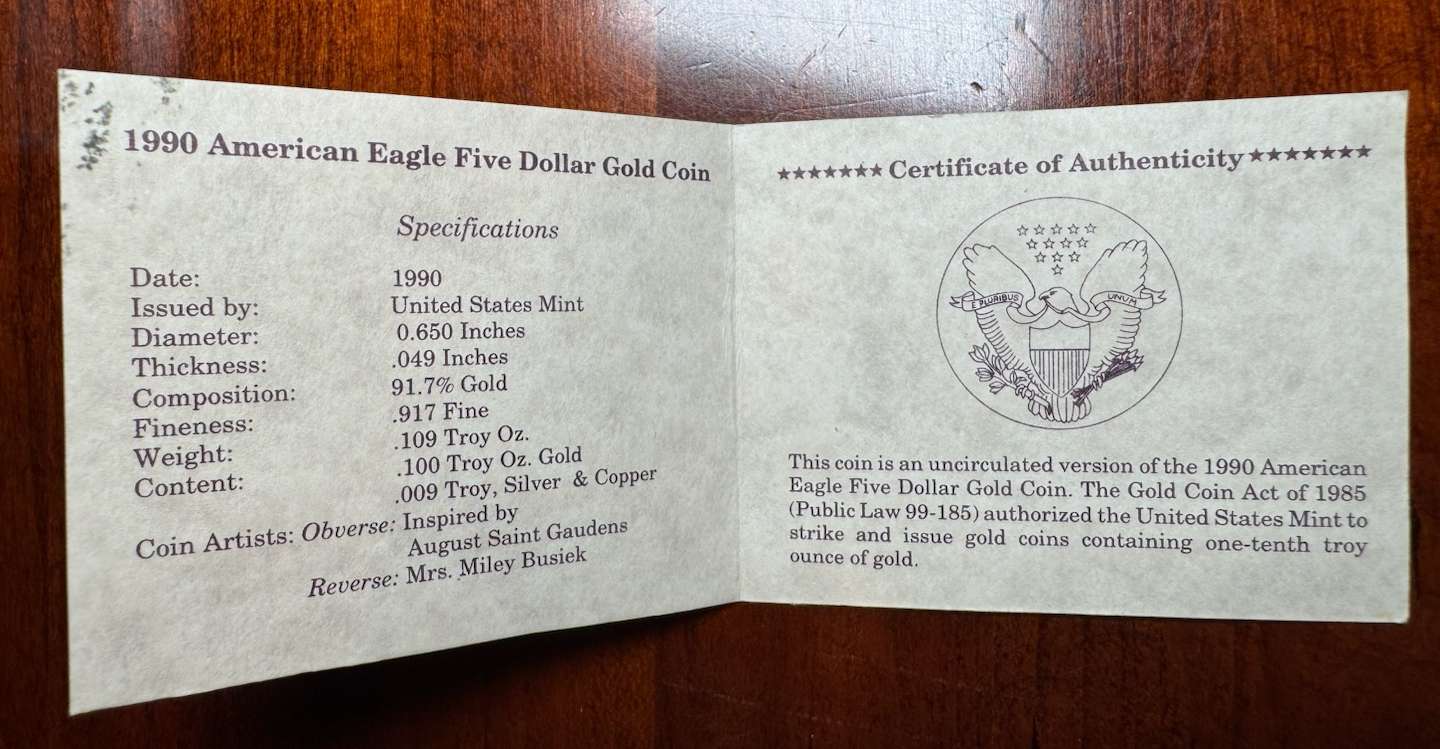 1990 American Eagle Five Dollar Gold Coin
Specifications
Date: 1990
Issued by: United States Mint
Diameter: 0.650 Inches
Thickness: .049 Inches
Composition: 91.7% Gold
Fineness: .917 Fine
Weight: .109 Troy Oz.
Content: .100 Troy Oz. Gold
.009 Troy, Silver & Copper
Coin Artists: Obverse: Inspired by
August Saint Gaudens
Reverse: Mrs. Miley Busiek
★★★★★★★ Certificate of Authenticity ★★★★★★★
E PLURIBUS UNUM
This coin is an uncirculated version of the 1990 American
Eagle Five Dollar Gold Coin. The Gold Coin Act of 1985
(Public Law 99-185) authorized the United States Mint to
strike and issue gold coins containing one-tenth troy
ounce of gold.